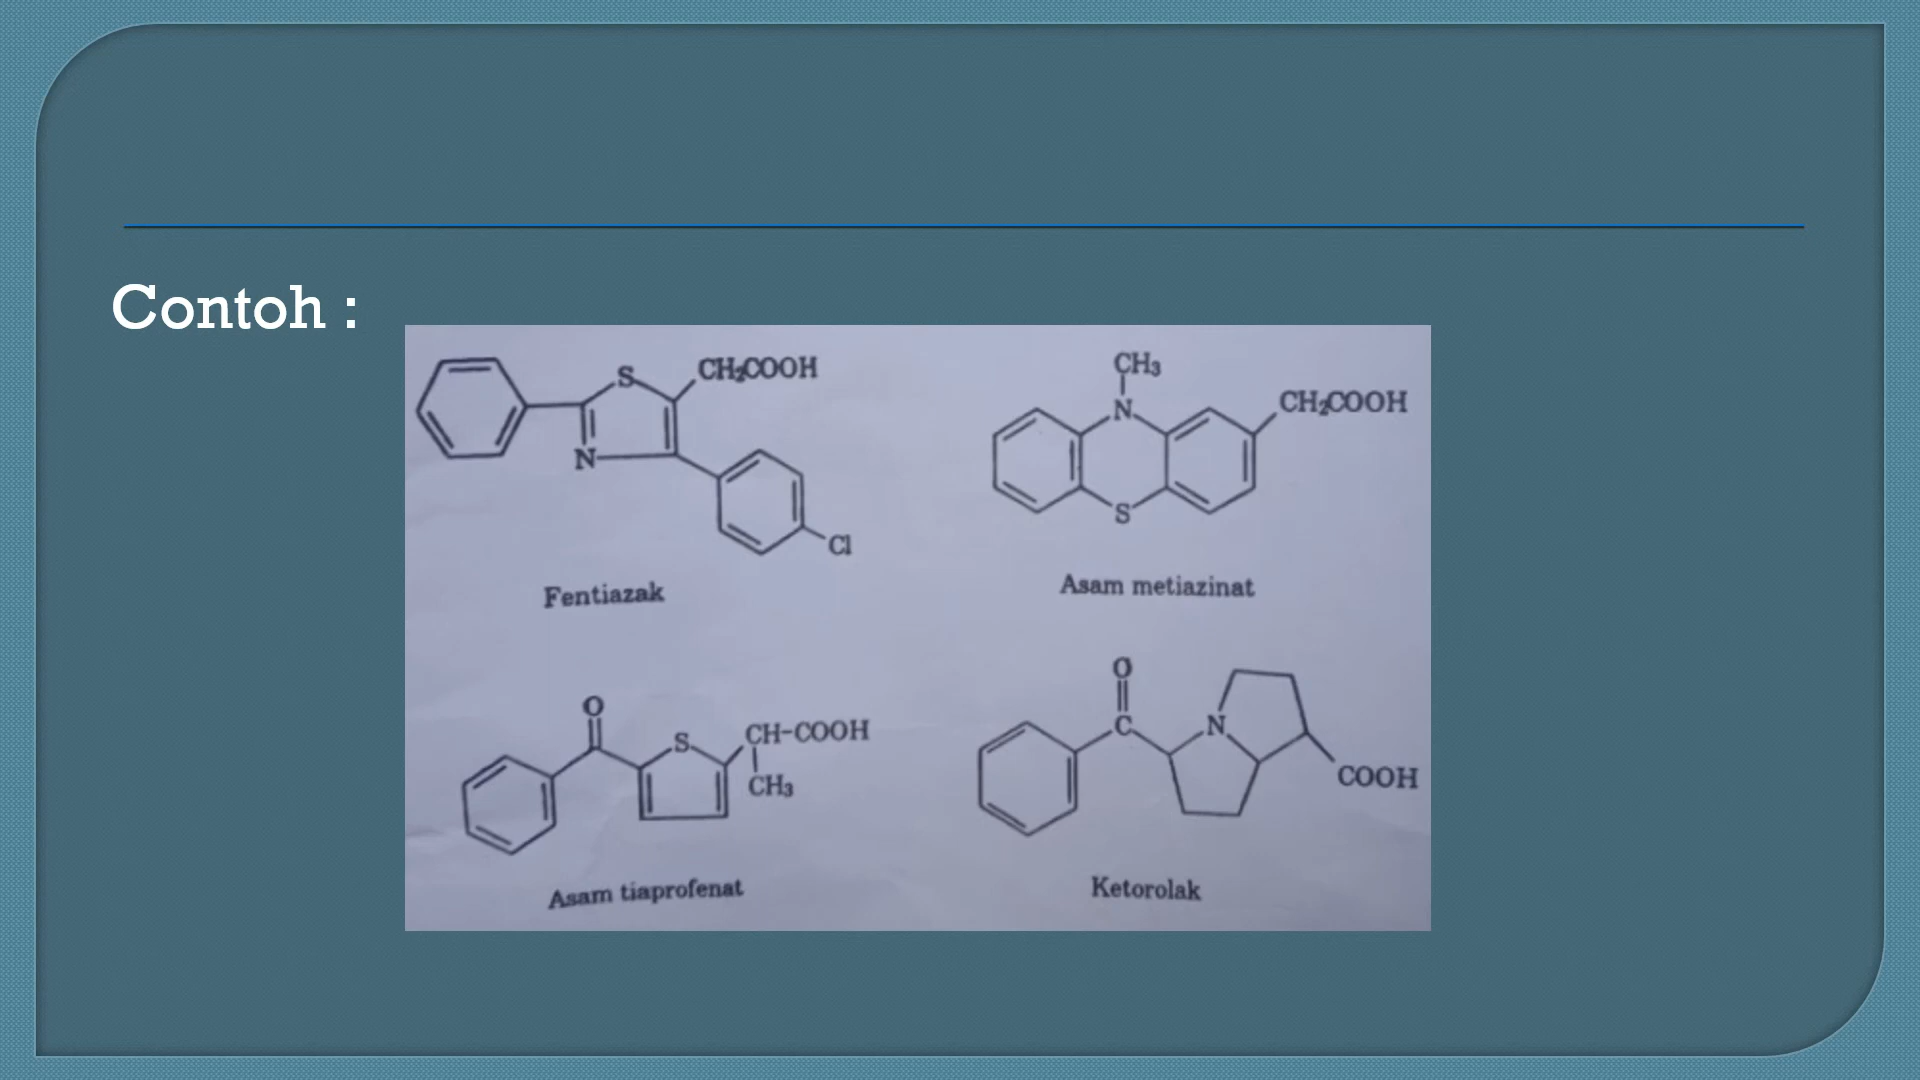 Contoh :
S
CH2COOH
N
Cl
Fentiazak
CH3
N
CH2COOH
S
Asam metiazinat
O
S
CH-COOH
CH3
Asam tiaprofenat
O
C
N
COOH
Ketorolak